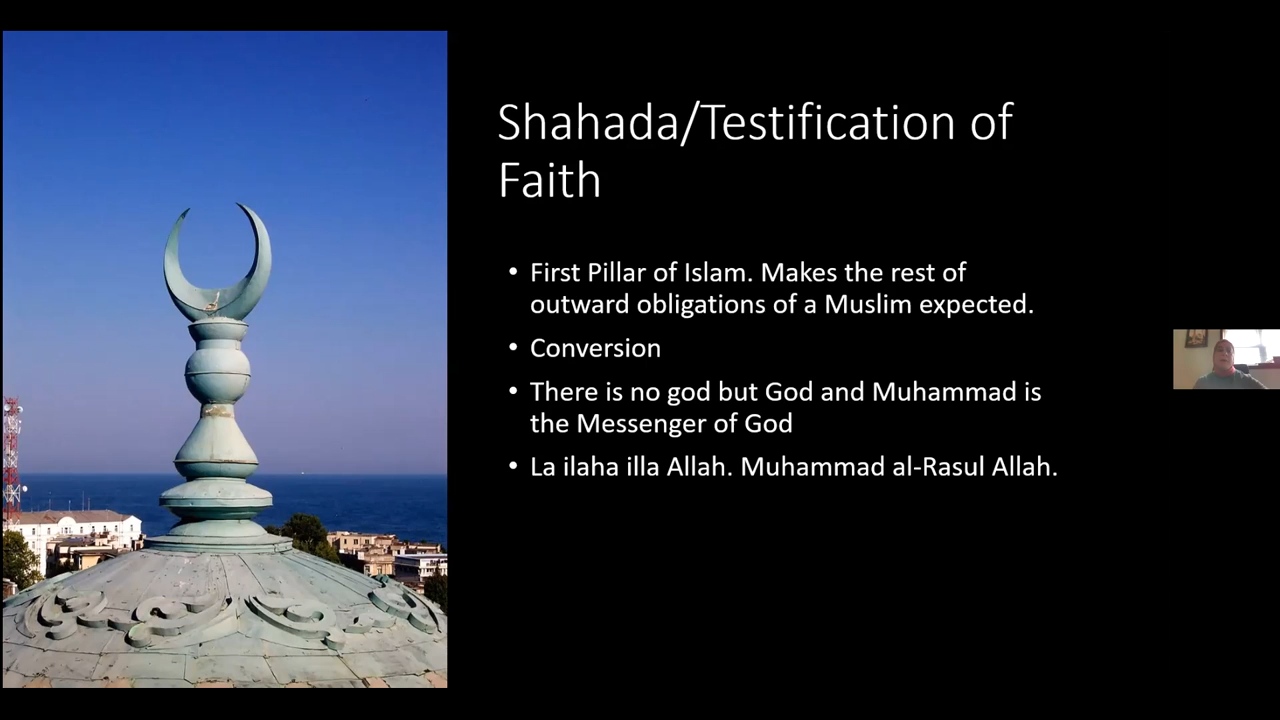 Shahada/Testification of
Faith
• First Pillar of Islam. Makes the rest of
outward obligations of a Muslim expected.
• Conversion
• There is no god but God and Muhammad is
the Messenger of God
• La ilaha illa Allah. Muhammad al-Rasul Allah.